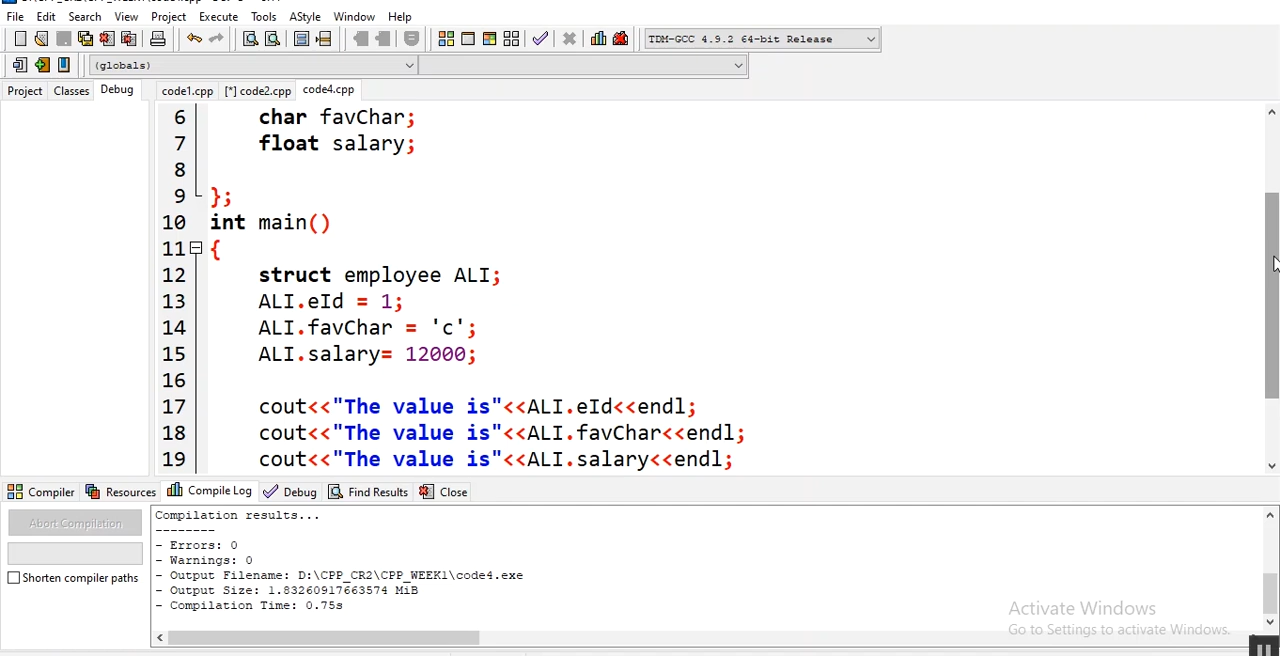 File Edit Search View Project Execute Tools AStyle Window Help
TDM-GCC 4.9.2 64-bit Release
(globals)
Project Classes Debug code1.cpp [*] code2.cpp code4.cpp
6 char favChar;
7 float salary;
8
9 };
10 int main()
11 {
12 struct employee ALI;
13 ALI.eId = 1;
14 ALI.favChar = 'c';
15 ALI.salary= 12000;
16
17 cout<<"The value is"<<ALI.eId<<endl;
18 cout<<"The value is"<<ALI.favChar<<endl;
19 cout<<"The value is"<<ALI.salary<<endl;
Compiler Resources Compile Log Debug Find Results Close
Abort Compilation
Shorten compiler paths
Compilation results...
--------
- Errors: 0
- Warnings: 0
- Output Filename: D:\CPP_CR2\CPP_WEEK1\code4.exe
- Output Size: 1.83260917663574 MiB
- Compilation Time: 0.75s
Activate Windows
Go to Settings to activate Windows.